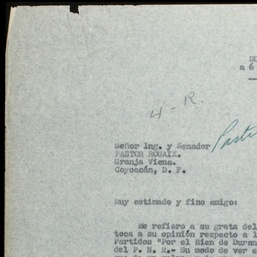 DU
a 6
4-R.
Señor Ing. y Senador
PASTOR ROUAIX.
Granja Viena.
Coyoacán, D. F.
Muy estimado y fino amigo:
Me refiero a su grata del
toca a su opinión respecto a l
Partidos "Por el Bien de Duran
del P. N. R.- Su modo de ver e